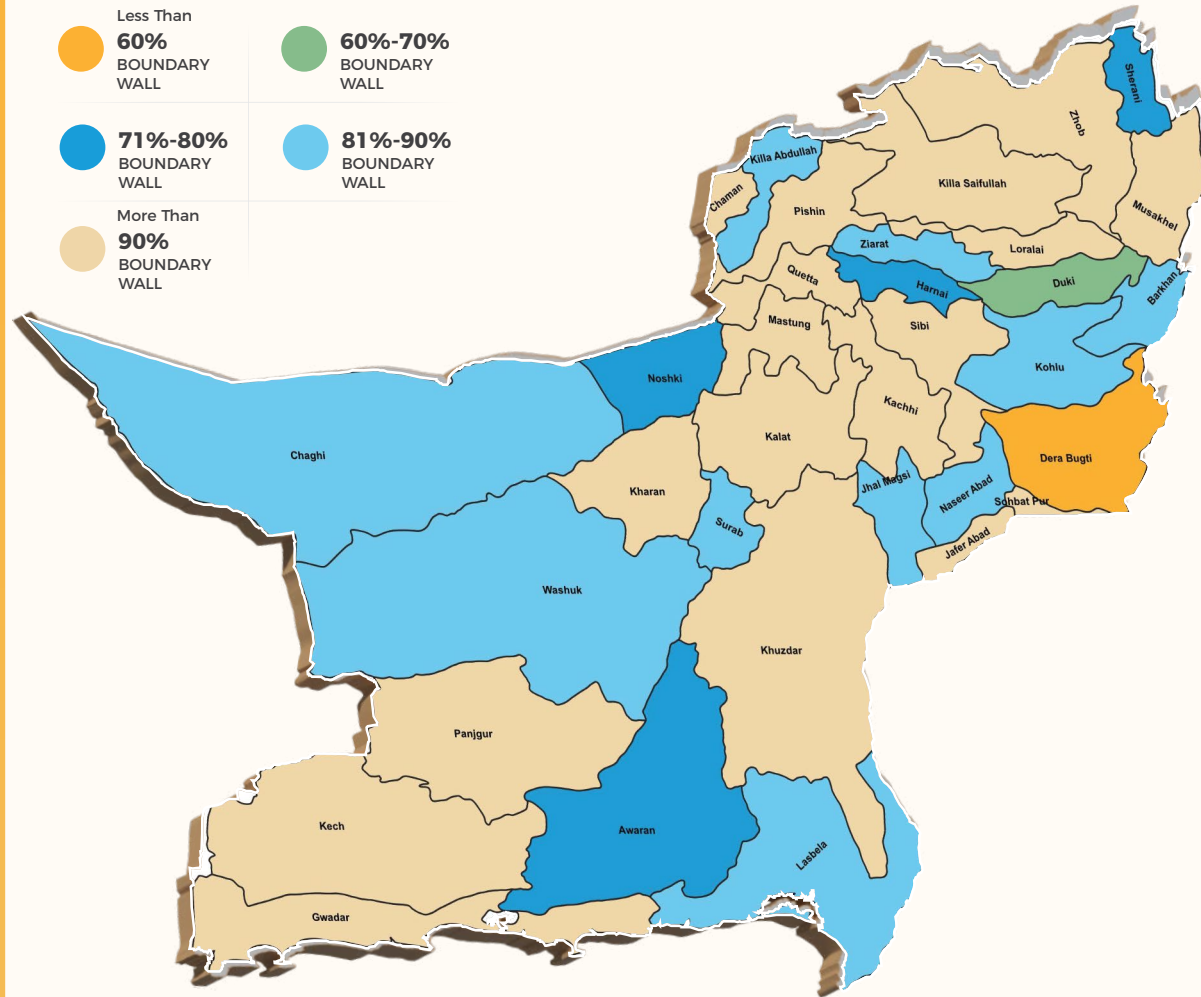 Less Than
60%
BOUNDARY
WALL
60%-70%
BOUNDARY
WALL
71%-80%
BOUNDARY
WALL
81%-90%
BOUNDARY
WALL
More Than
90%
BOUNDARY
WALL
Sherani
Zhob
Killa Abdullah
Killa Saifullah
Chaman
Pishin
Musakhel
Ziarat
Loralai
Quetta
Harnai
Duki
Barkhan
Mastung
Sibi
Noshki
Kohlu
Kachhi
Kalat
Chaghi
Dera Bugti
Kharan
Jhal Magsi
Naseer Abad
Sohbat Pur
Surab
Jafer Abad
Washuk
Khuzdar
Panjgur
Kech
Awaran
Lasbela
Gwadar